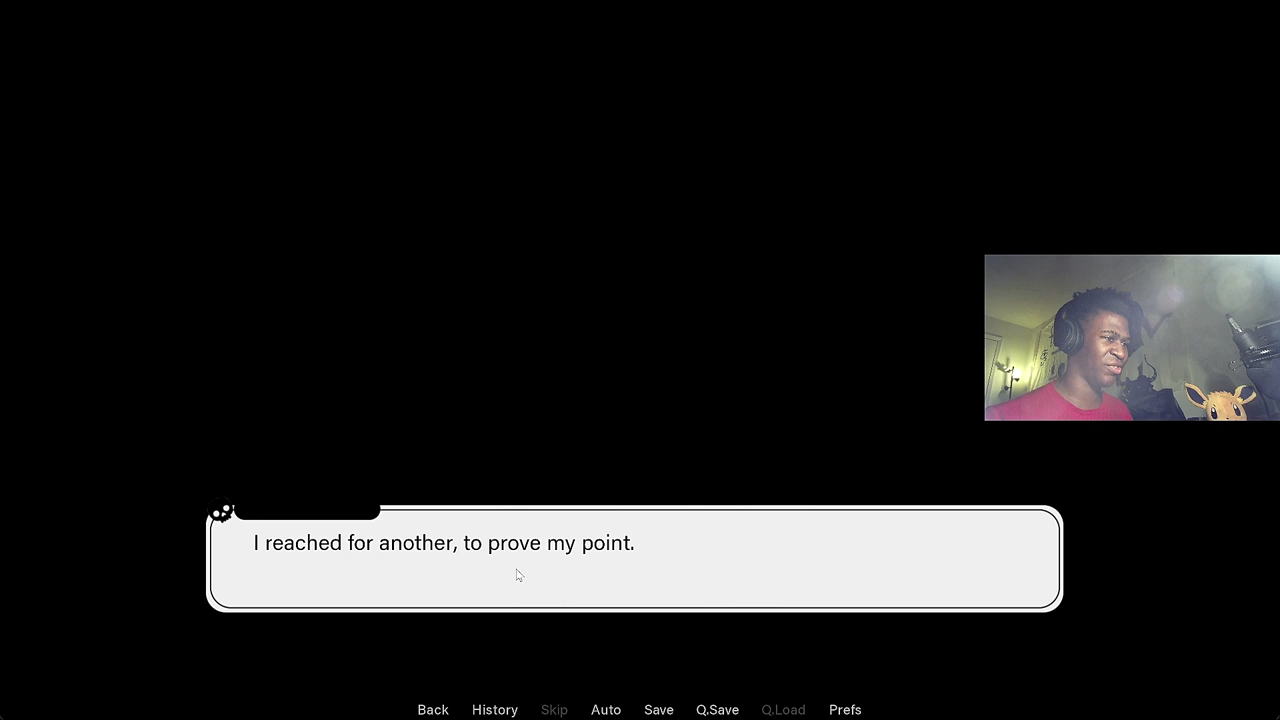 I reached for another, to prove my point.
Back History Skip Auto Save Q.Save Q.Load Prefs